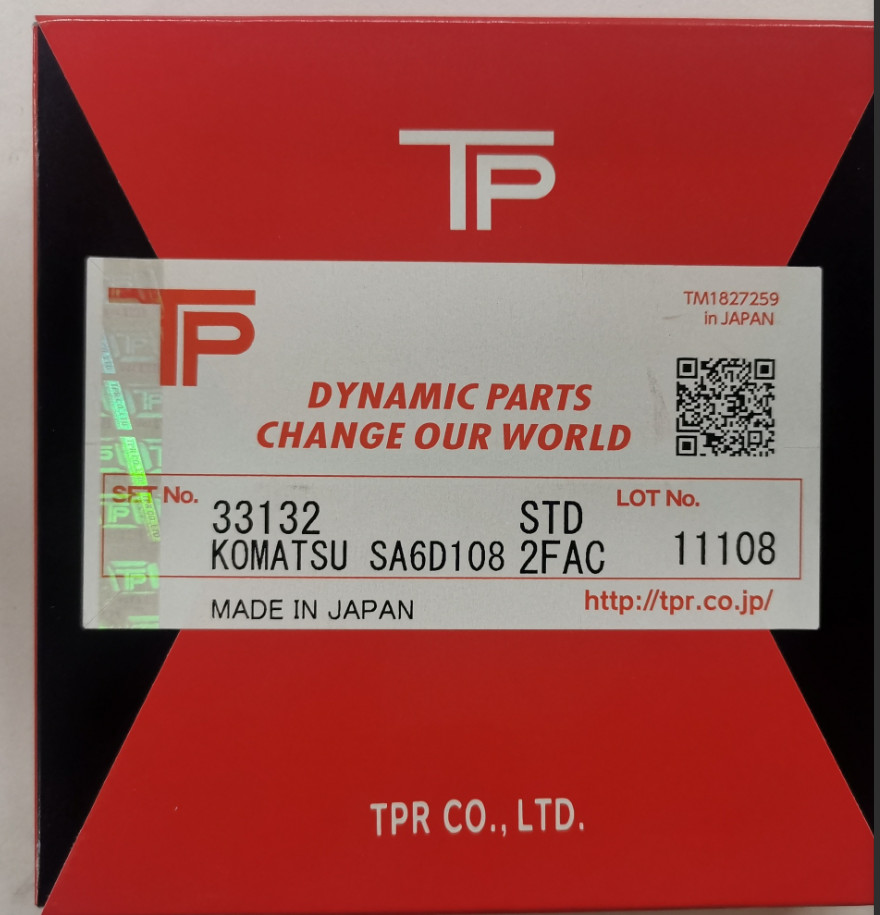 TP
TP
TM1827259
in JAPAN
DYNAMIC PARTS
CHANGE OUR WORLD
SET No.
33132 STD
LOT No.
KOMATSU SA6D108 2FAC
11108
MADE IN JAPAN
http://tpr.co.jp/
TPR CO., LTD.